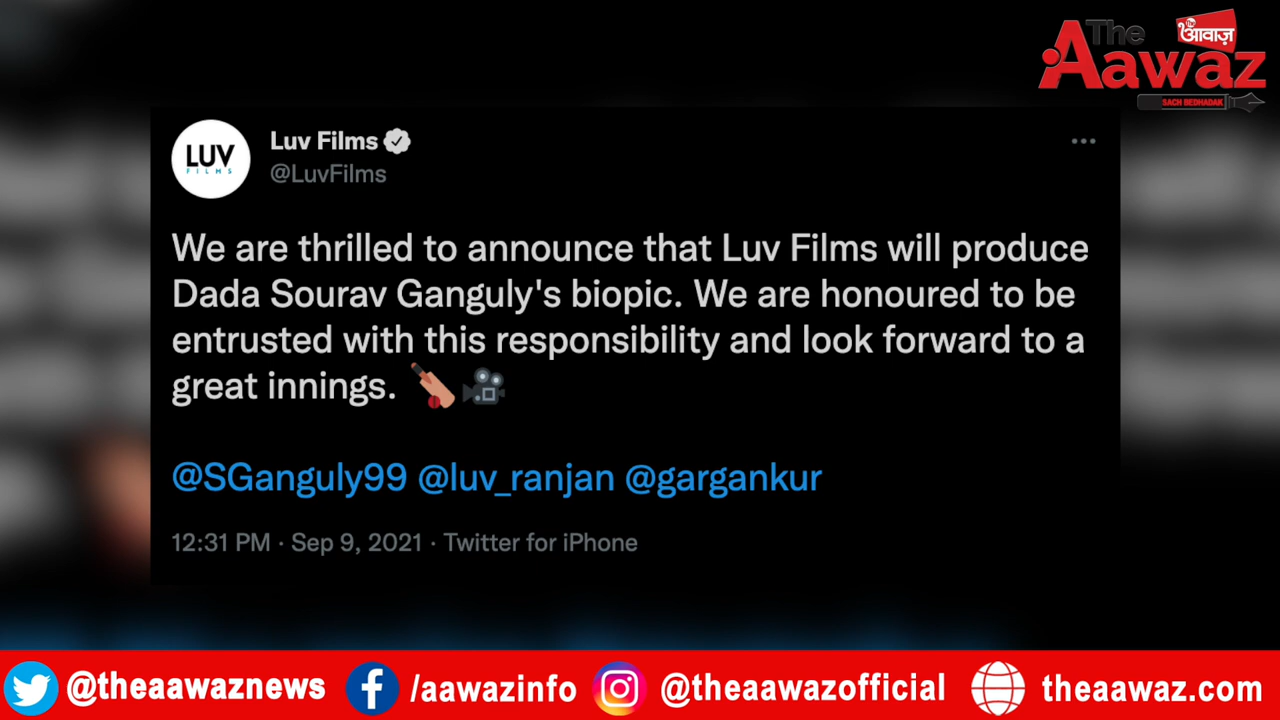 The
The
आवाज़
Aawaz
SACH BEDHADAK
LUV
FILMS
Luv Films
@LuvFilms
We are thrilled to announce that Luv Films will produce
Dada Sourav Ganguly's biopic. We are honoured to be
entrusted with this responsibility and look forward to a
great innings. 🏏🎥
@SGanguly99 @luv_ranjan @gargankur
12:31 PM · Sep 9, 2021 · Twitter for iPhone
@theaawaznews /aawazinfo @theaawazofficial theaawaz.com